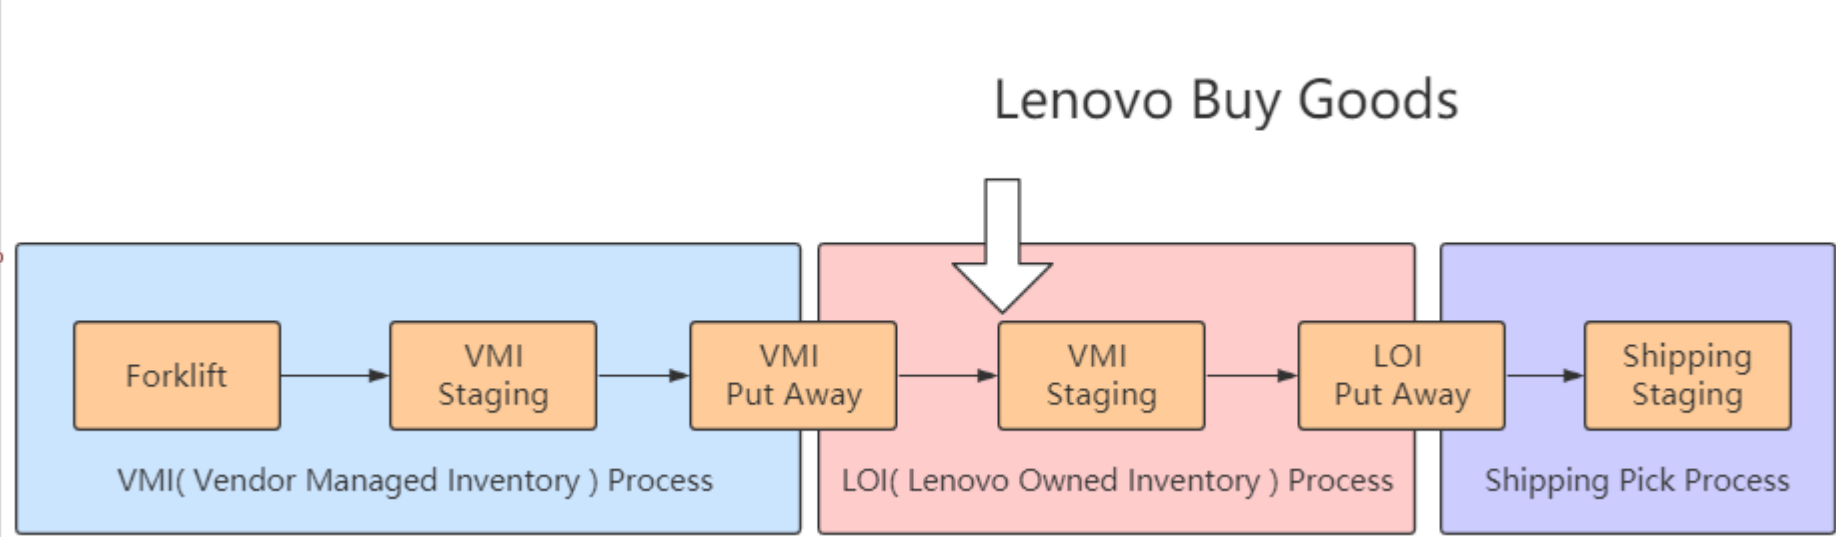 Lenovo Buy Goods
Forklift
VMI
Staging
VMI
Put Away
VMI
Staging
LOI
Put Away
Shipping
Staging
VMI( Vendor Managed Inventory ) Process
LOI( Lenovo Owned Inventory ) Process
Shipping Pick Process